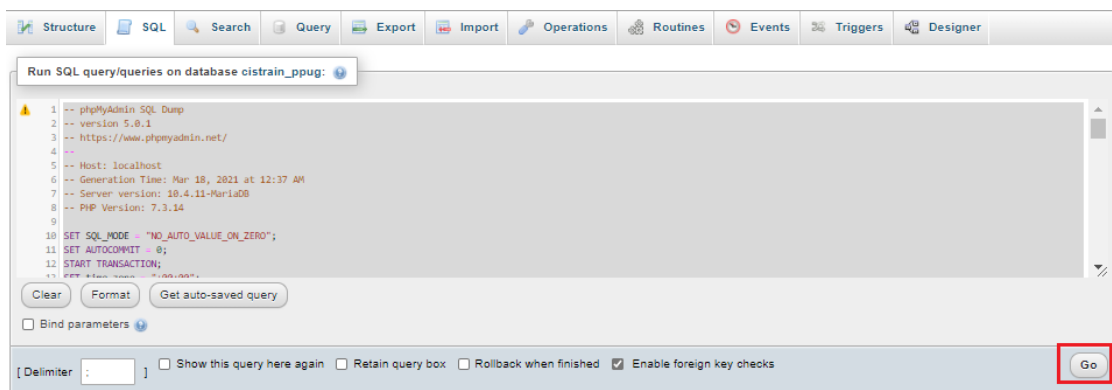 Structure SQL Search Query Export Import Operations Routines Events Triggers Designer
Run SQL query/queries on database cistrain_ppug:
1 -- phpMyAdmin SQL Dump
2 -- version 5.0.1
3 -- https://www.phpmyadmin.net/
4 --
5 -- Host: localhost
6 -- Generation Time: Mar 18, 2021 at 12:37 AM
7 -- Server version: 10.4.11-MariaDB
8 -- PHP Version: 7.3.14
9
10 SET SQL_MODE = "NO_AUTO_VALUE_ON_ZERO";
11 SET AUTOCOMMIT = 0;
12 START TRANSACTION;
13 SET time_zone = "+00:00";
Clear Format Get auto-saved query
Bind parameters
[ Delimiter ; ] Show this query here again Retain query box Rollback when finished Enable foreign key checks Go